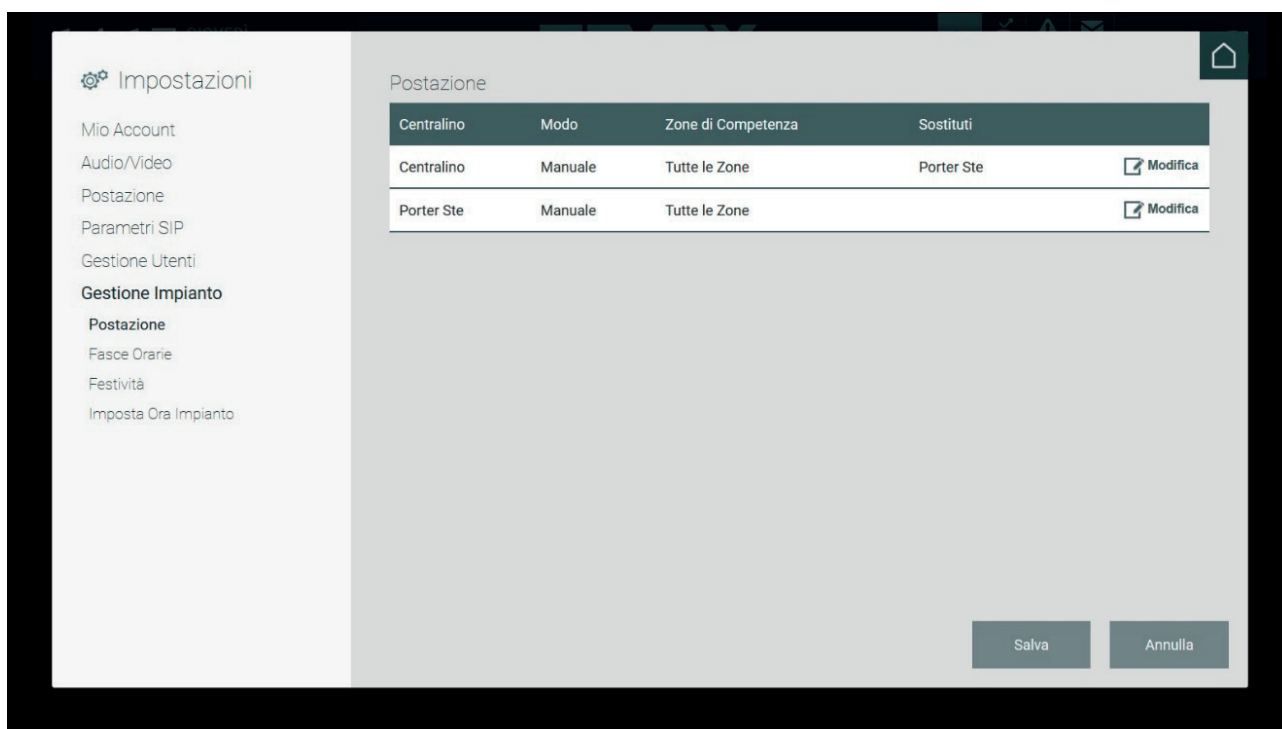 Impostazioni
Mio Account
Audio/Video
Postazione
Parametri SIP
Gestione Utenti
Gestione Impianto
Postazione
Fasce Orarie
Festività
Imposta Ora Impianto
Postazione
Centralino Modo Zone di Competenza Sostituti
Centralino Manuale Tutte le Zone Porter Ste Modifica
Porter Ste Manuale Tutte le Zone Modifica
Salva Annulla